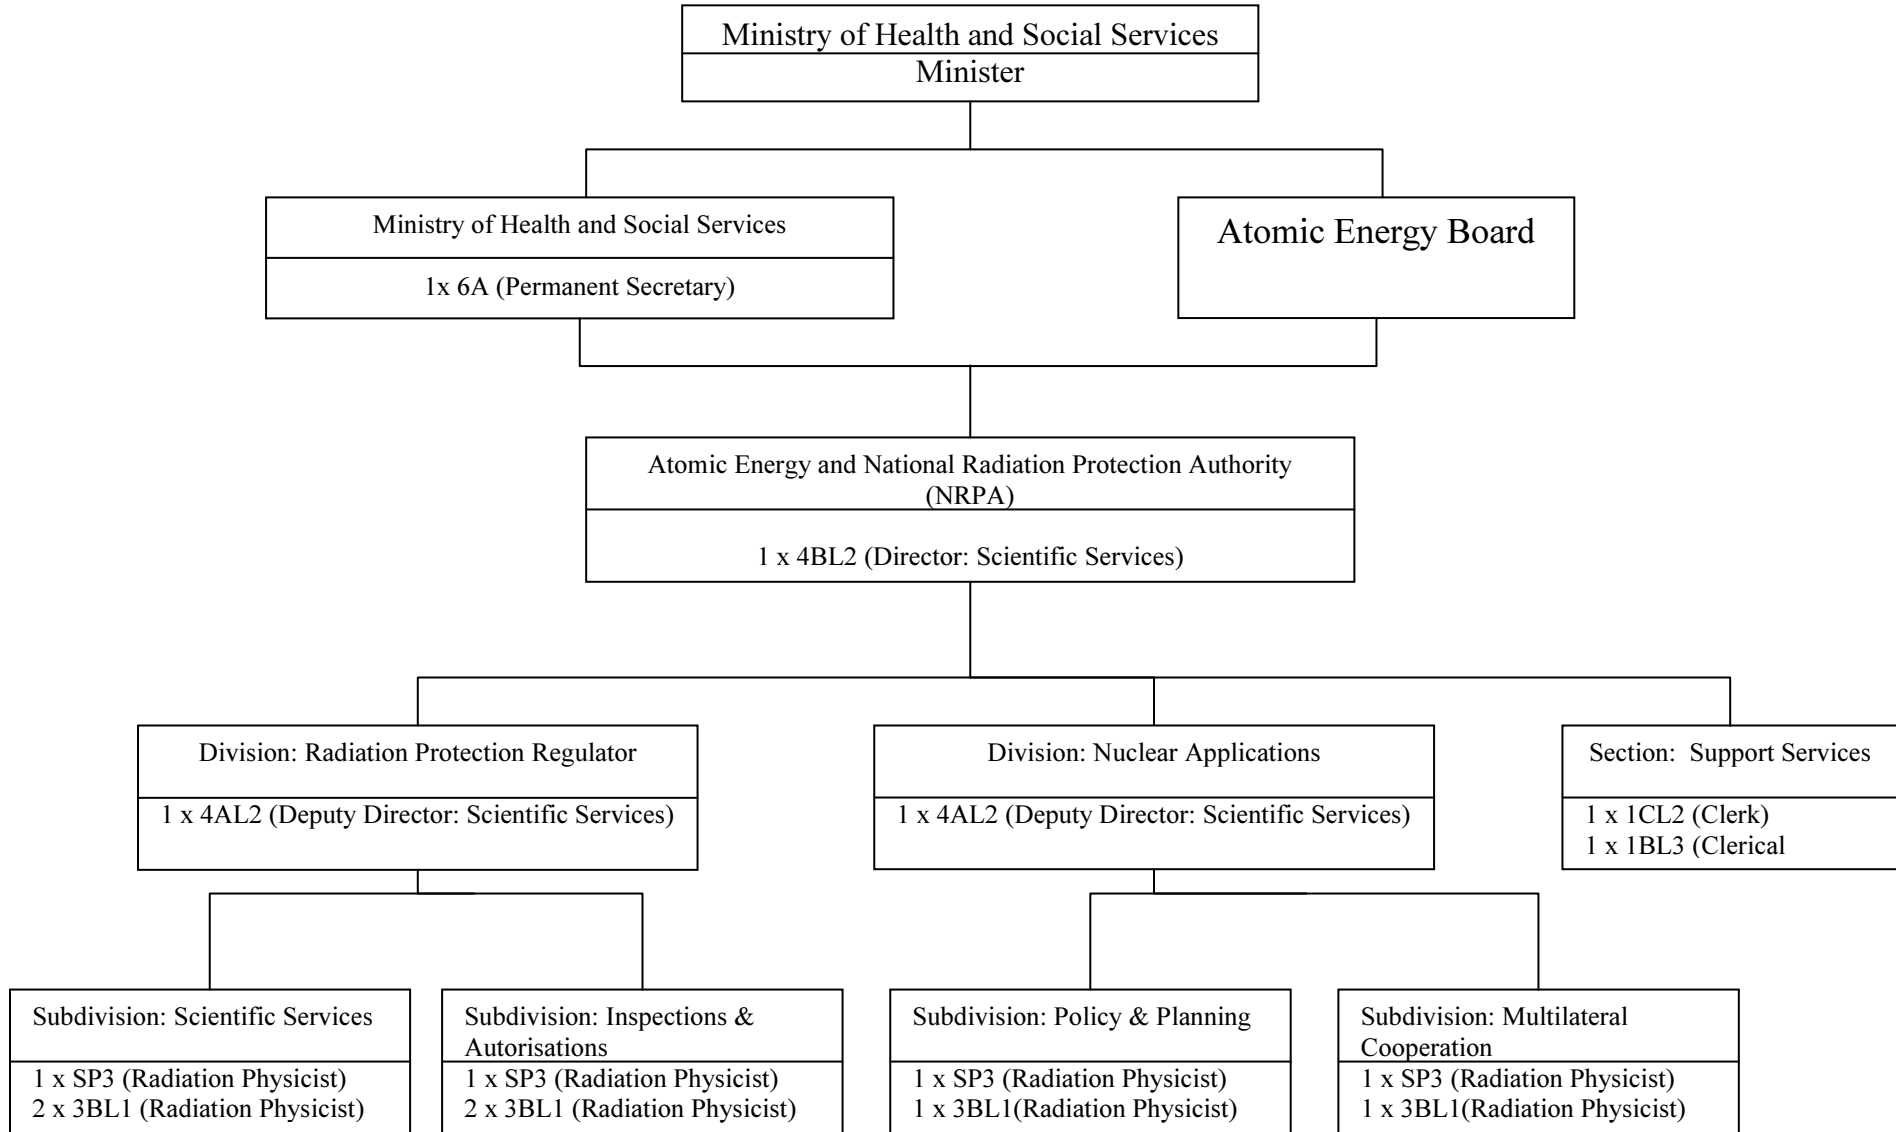 Ministry of Health and Social Services
Minister
Ministry of Health and Social Services
1x 6A (Permanent Secretary)
Atomic Energy Board
Atomic Energy and National Radiation Protection Authority
(NRPA)
1 x 4BL2 (Director: Scientific Services)
Division: Radiation Protection Regulator
1 x 4AL2 (Deputy Director: Scientific Services)
Division: Nuclear Applications
1 x 4AL2 (Deputy Director: Scientific Services)
Section:  Support Services
1 x 1CL2 (Clerk)
1 x 1BL3 (Clerical
Subdivision: Scientific Services
1 x SP3 (Radiation Physicist)
2 x 3BL1 (Radiation Physicist)
Subdivision: Inspections &
Autorisations
1 x SP3 (Radiation Physicist)
2 x 3BL1 (Radiation Physicist)
Subdivision: Policy & Planning
1 x SP3 (Radiation Physicist)
1 x 3BL1(Radiation Physicist)
Subdivision: Multilateral
Cooperation
1 x SP3 (Radiation Physicist)
1 x 3BL1(Radiation Physicist)